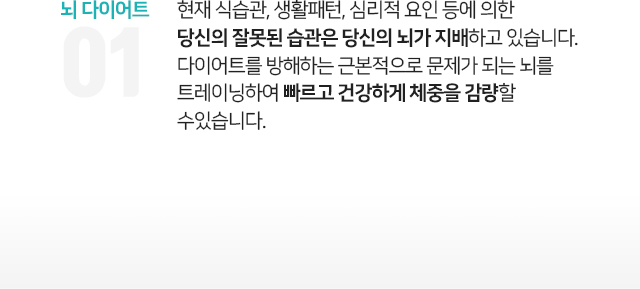 뇌 다이어트
01
현재 식습관, 생활패턴, 심리적 요인 등에 의한
당신의 잘못된 습관은 당신의 뇌가 지배하고 있습니다.
다이어트를 방해하는 근본적으로 문제가 되는 뇌를
트레이닝하여 빠르고 건강하게 체중을 감량할
수있습니다.